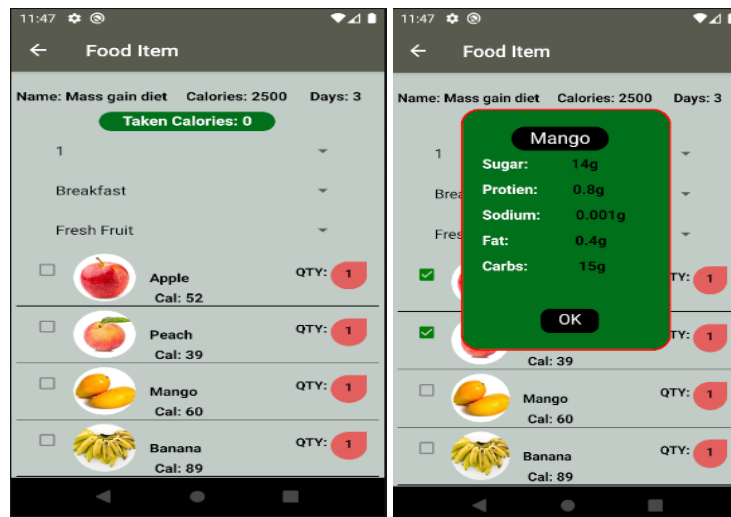 11:47
Food Item
Name: Mass gain diet Calories: 2500 Days: 3
Taken Calories: 0
1
Breakfast
Fresh Fruit
Apple QTY: 1
Cal: 52
Peach QTY: 1
Cal: 39
Mango QTY: 1
Cal: 60
Banana QTY: 1
Cal: 89
11:47
Food Item
Name: Mass gain diet Calories: 2500 Days: 3
Mango
1
Sugar: 14g
Brea
Protien: 0.8g
Sodium: 0.001g
Fres
Fat: 0.4g
Carbs: 15g
TY: 1
OK
TY: 1
Cal: 39
Mango QTY: 1
Cal: 60
Banana QTY: 1
Cal: 89